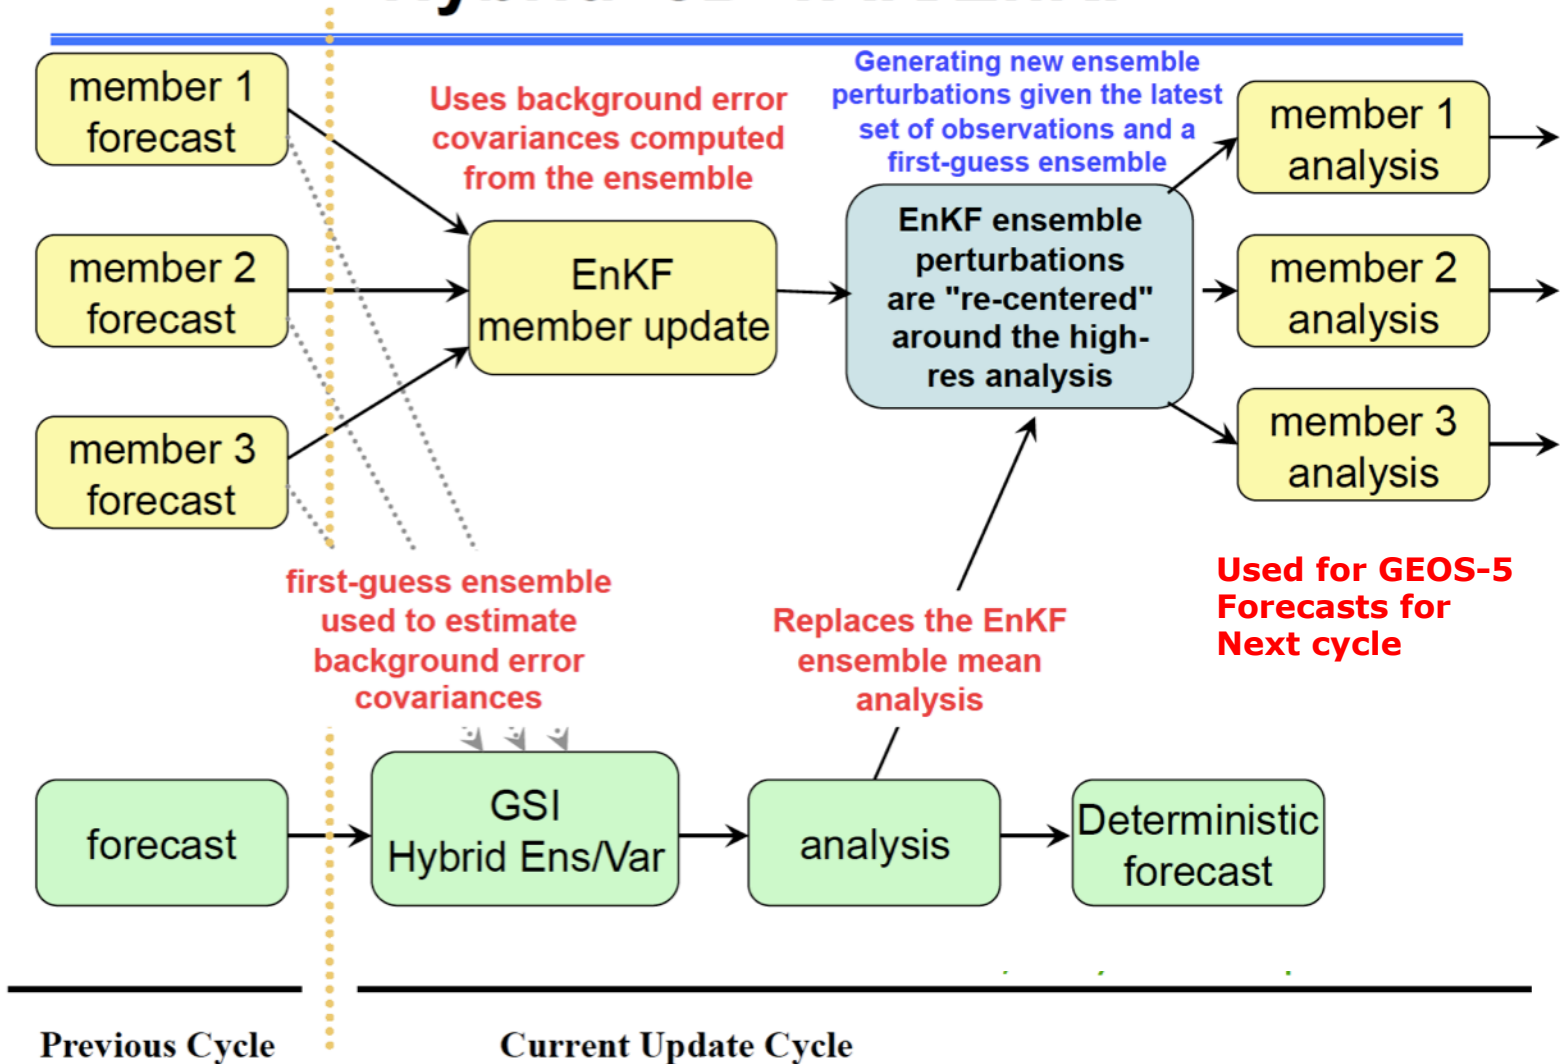 member 1
forecast
member 2
forecast
member 3
forecast
Uses background error
covariances computed
from the ensemble
EnKF
member update
Generating new ensemble
perturbations given the latest
set of observations and a
first-guess ensemble
EnKF ensemble
perturbations
are "re-centered"
around the high-
res analysis
member 1
analysis
member 2
analysis
member 3
analysis
first-guess ensemble
used to estimate
background error
covariances
Replaces the EnKF
ensemble mean
analysis
Used for GEOS-5
Forecasts for
Next cycle
forecast
GSI
Hybrid Ens/Var
analysis
Deterministic
forecast
Previous Cycle
Current Update Cycle